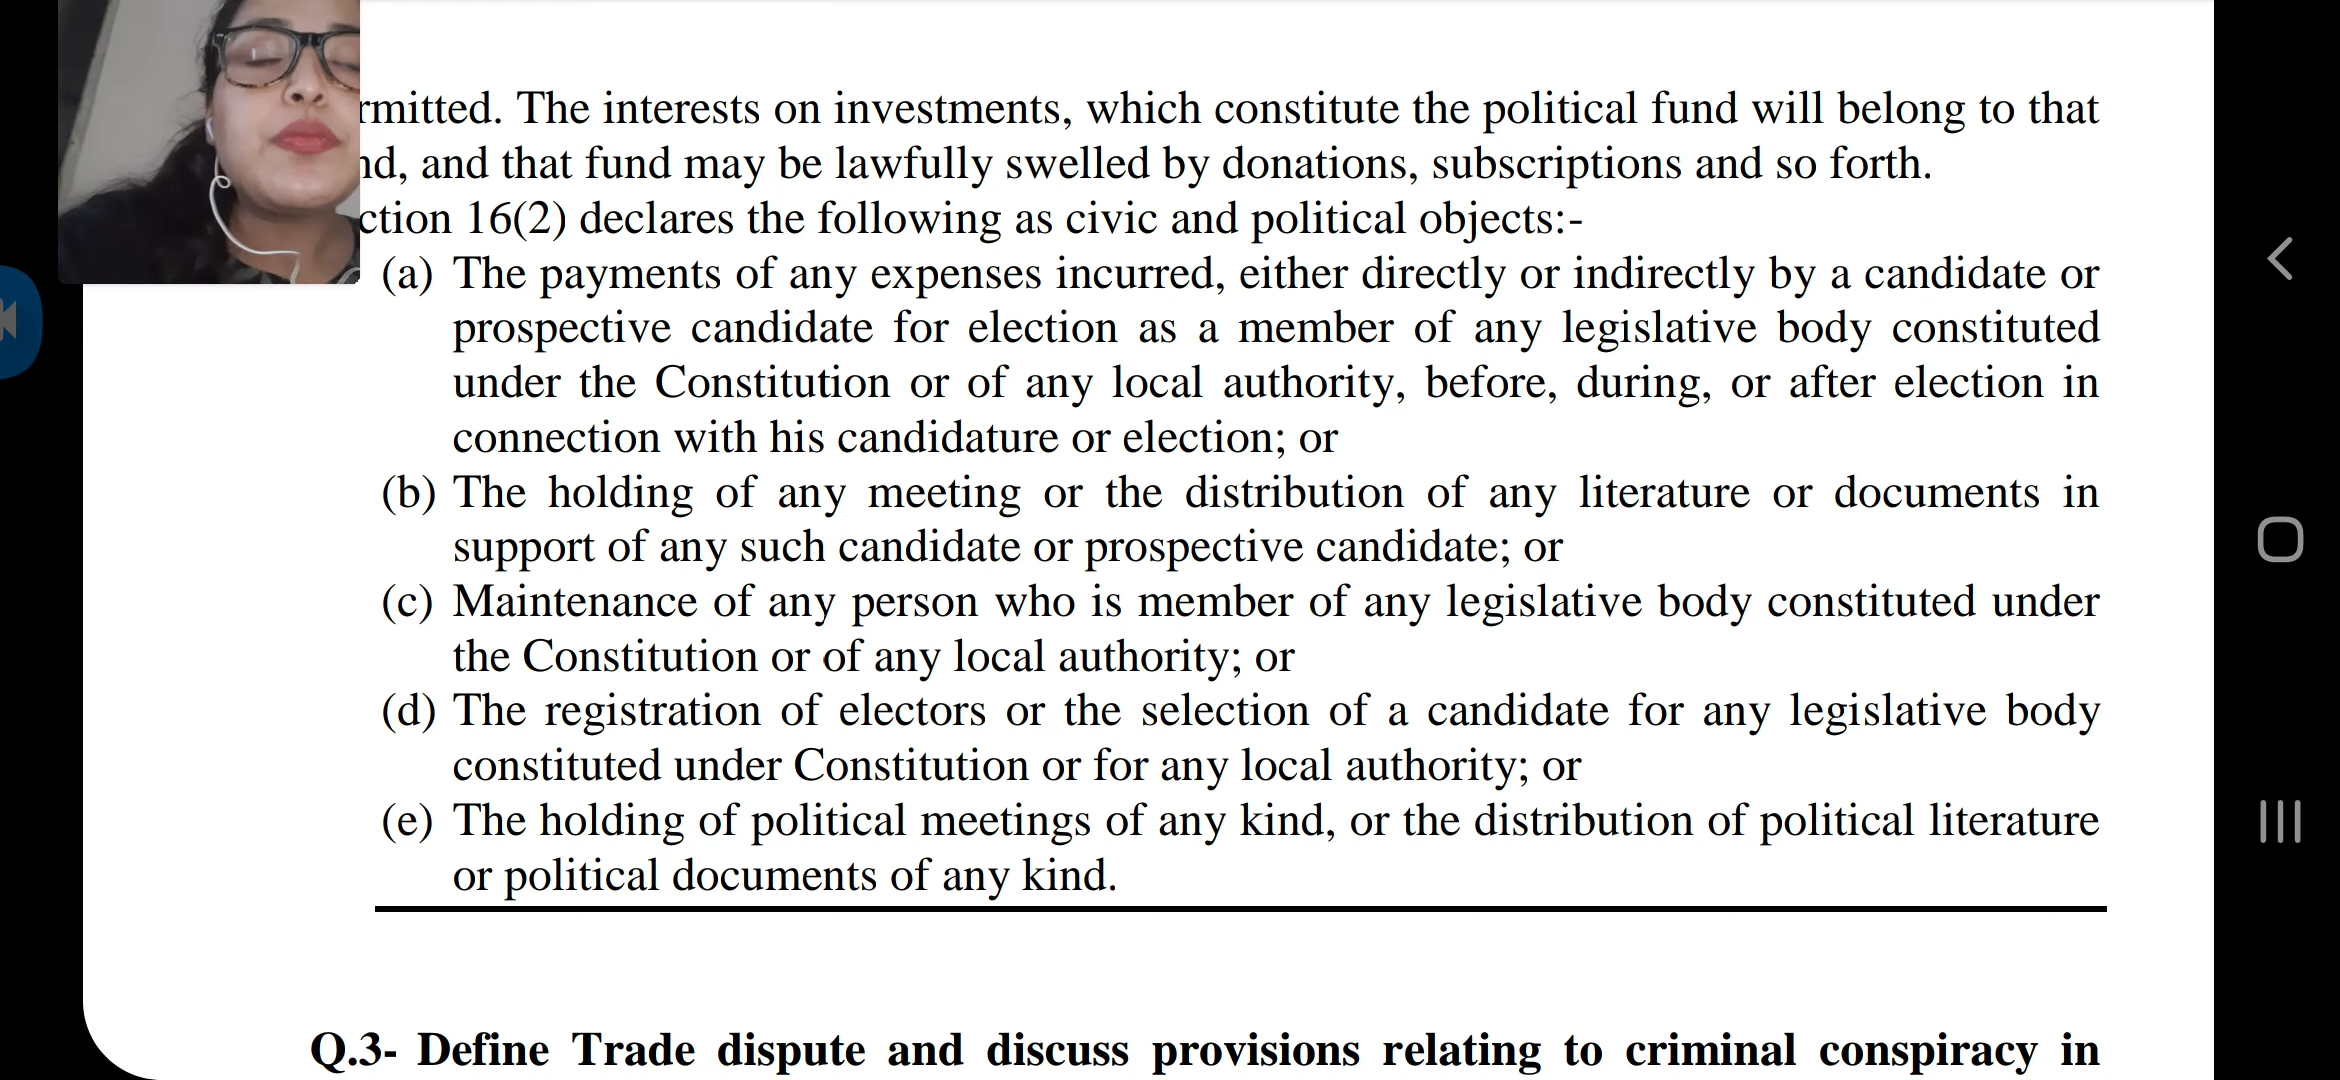 rmitted. The interests on investments, which constitute the political fund will belong to that
nd, and that fund may be lawfully swelled by donations, subscriptions and so forth.
ction 16(2) declares the following as civic and political objects:-
(a) The payments of any expenses incurred, either directly or indirectly by a candidate or
prospective candidate for election as a member of any legislative body constituted
under the Constitution or of any local authority, before, during, or after election in
connection with his candidature or election; or
(b) The holding of any meeting or the distribution of any literature or documents in
support of any such candidate or prospective candidate; or
(c) Maintenance of any person who is member of any legislative body constituted under
the Constitution or of any local authority; or
(d) The registration of electors or the selection of a candidate for any legislative body
constituted under Constitution or for any local authority; or
(e) The holding of political meetings of any kind, or the distribution of political literature
or political documents of any kind.
Q.3- Define Trade dispute and discuss provisions relating to criminal conspiracy in